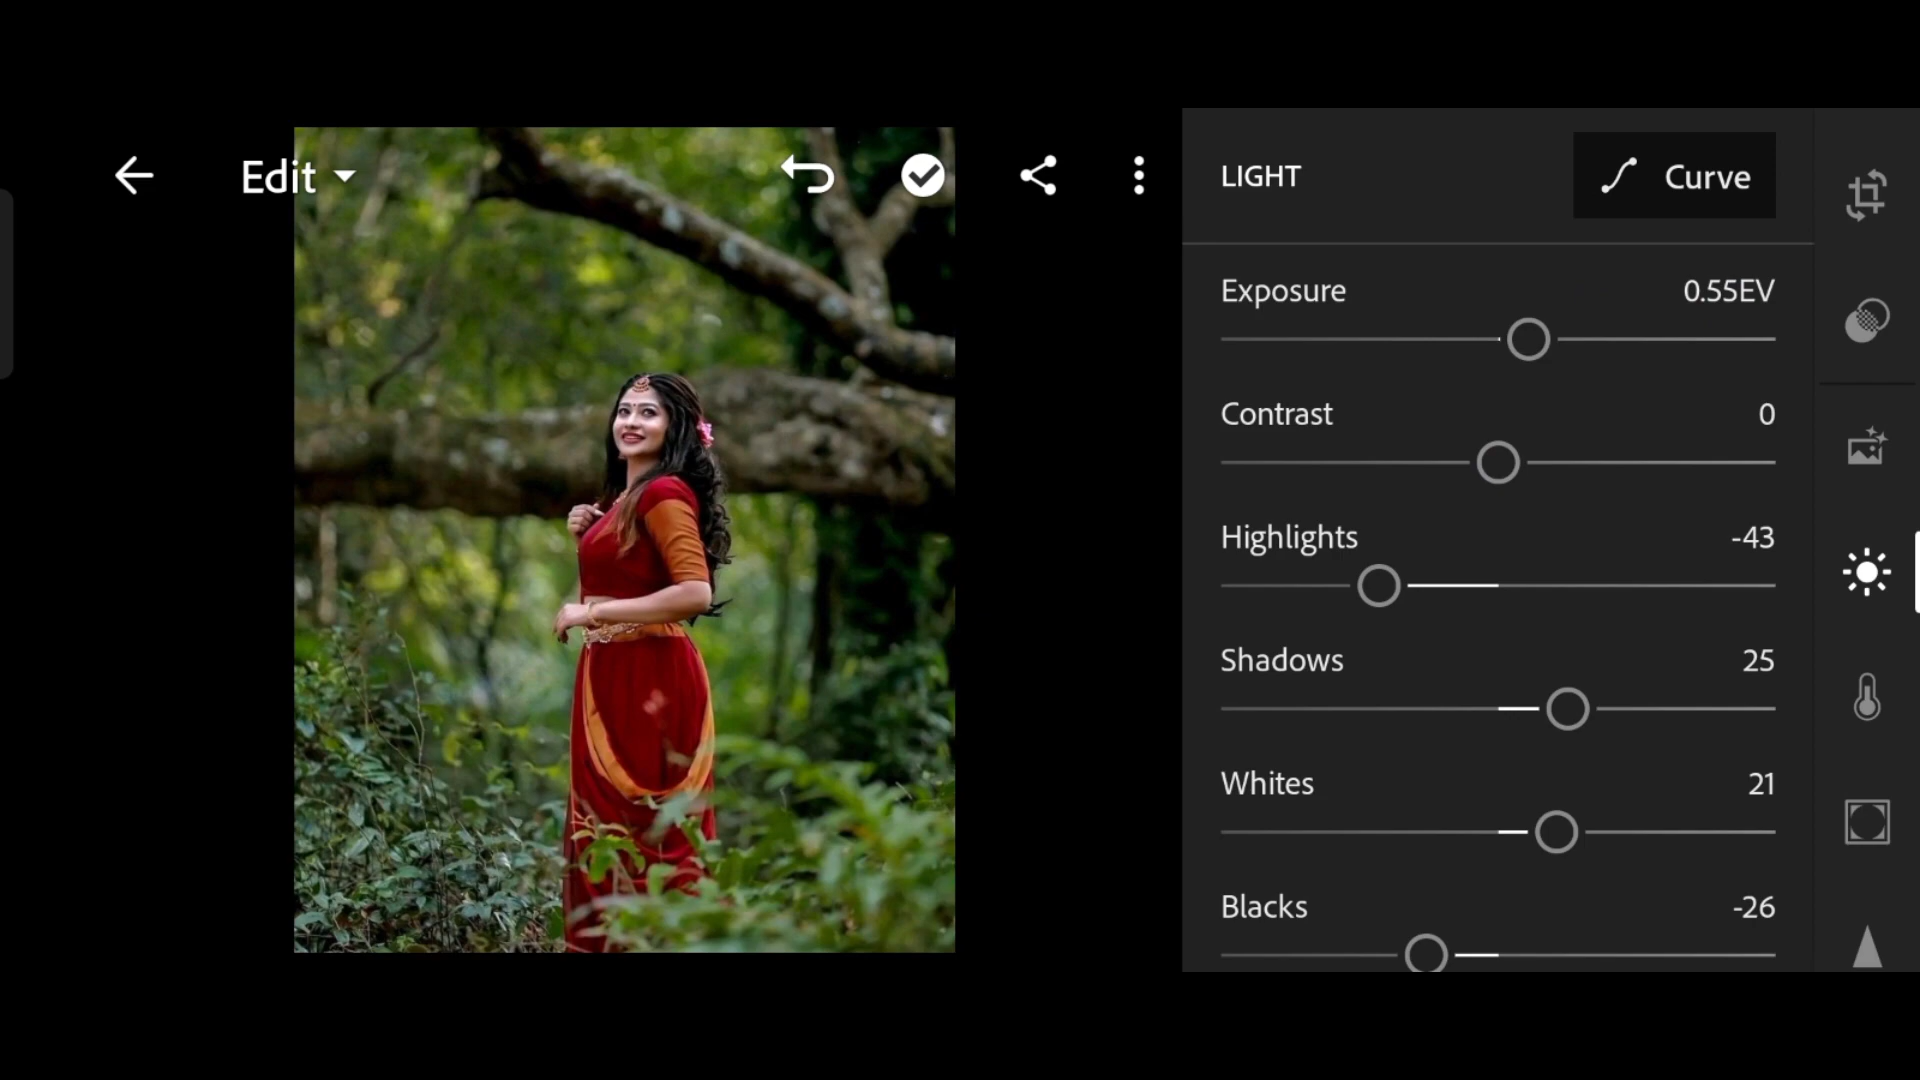 Edit
LIGHT
Curve
Exposure 0.55EV
Contrast 0
Highlights -43
Shadows 25
Whites 21
Blacks -26